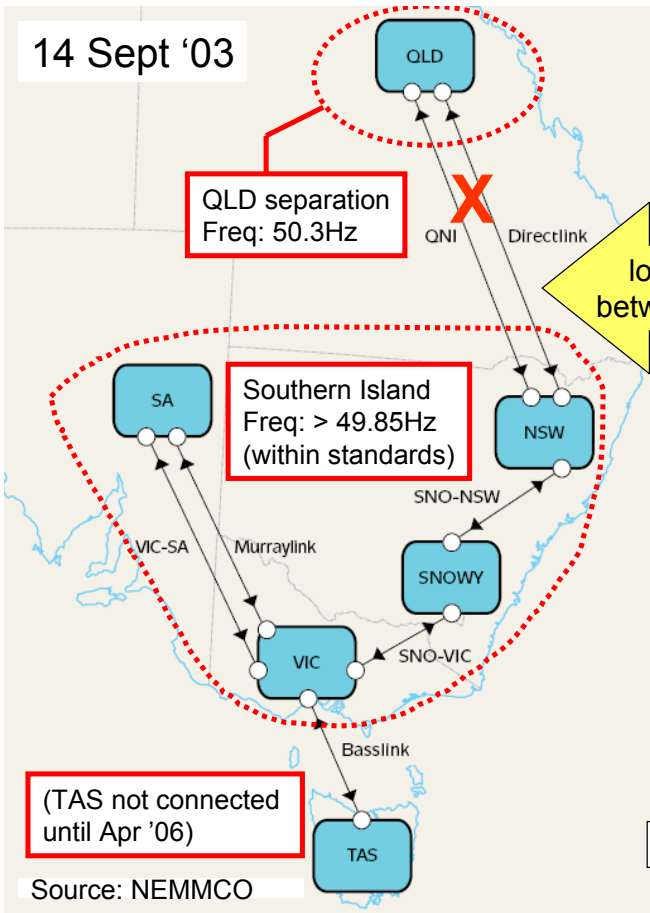 14 Sept ‘03
QLD
QLD separation
Freq: 50.3Hz
X
QNI
Directlink
Southern Island
Freq: > 49.85Hz
(within standards)
SA
NSW
SNO-NSW
VIC-SA
Murraylink
SNOWY
VIC
SNO-VIC
Basslink
(TAS not connected
until Apr ’06)
TAS
Source: NEMMCO